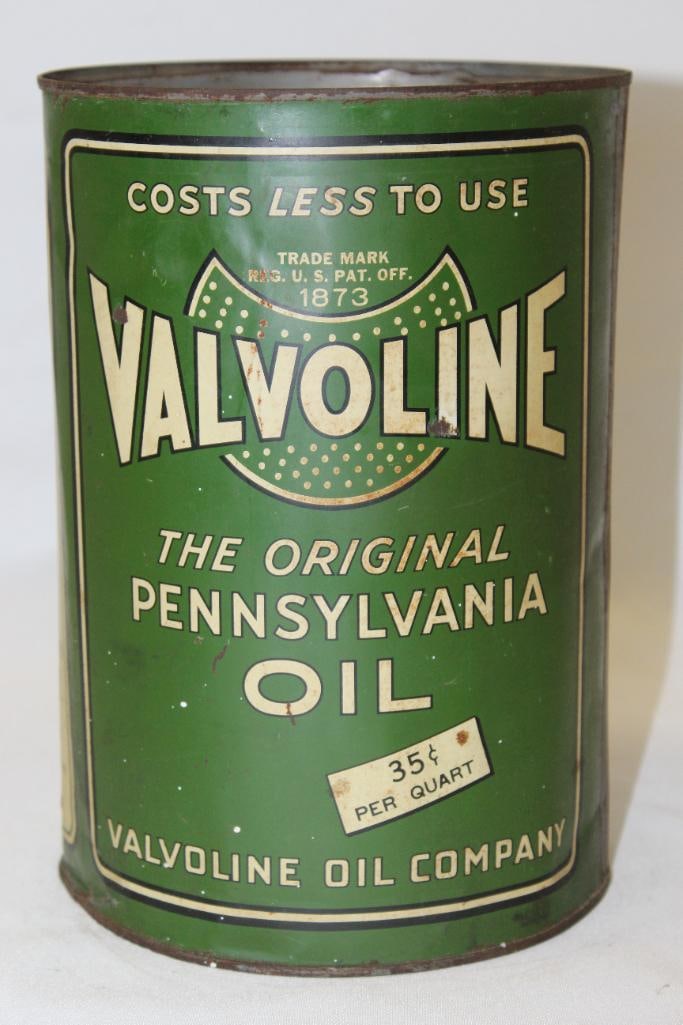 COSTS LESS TO USE
TRADE MARK
REG. U. S. PAT. OFF.
1873
VALVOLINE
THE ORIGINAL
PENNSYLVANIA
OIL
35¢
PER QUART
VALVOLINE OIL COMPANY